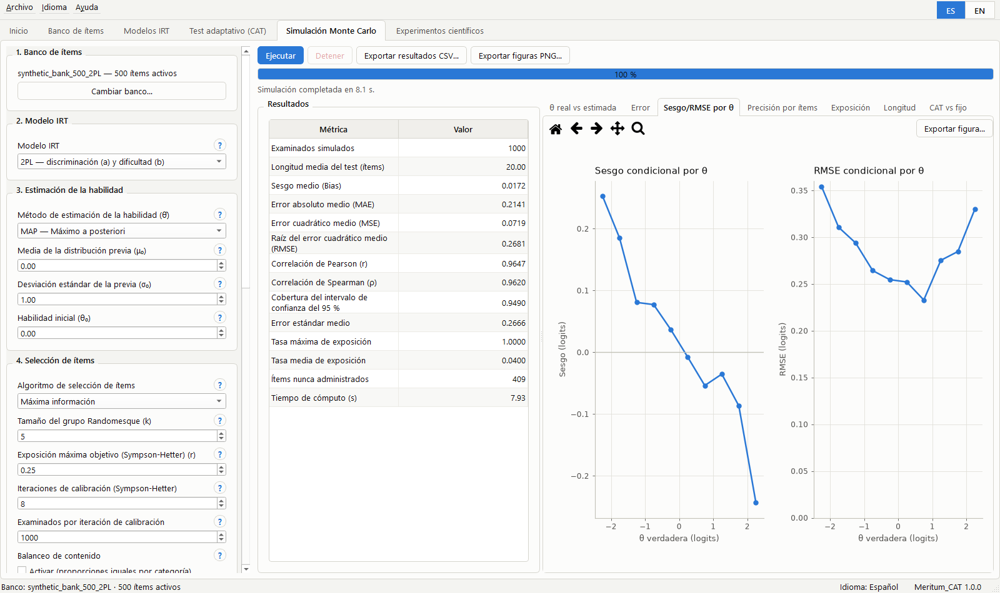 Archivo Idioma Ayuda
ES EN
Inicio Banco de ítems Modelos IRT Test adaptativo (CAT) Simulación Monte Carlo Experimentos científicos
1. Banco de ítems
synthetic_bank_500_2PL — 500 ítems activos
Cambiar banco...
2. Modelo IRT
Modelo IRT ?
2PL — discriminación (a) y dificultad (b)
3. Estimación de la habilidad
Método de estimación de la habilidad (θ̂) ?
MAP — Máximo a posteriori
Media de la distribución previa (μ₀) ?
0.00
Desviación estándar de la previa (σ₀) ?
1.00
Habilidad inicial (θ₀) ?
0.00
4. Selección de ítems
Algoritmo de selección de ítems ?
Máxima información
Tamaño del grupo Randomesque (k) ?
5
Exposición máxima objetivo (Sympson-Hetter) (r) ?
0.25
Iteraciones de calibración (Sympson-Hetter) ?
8
Examinados por iteración de calibración ?
1000
Balanceo de contenido ?
Activar (proporciones iguales por categoría)
Ejecutar Detener Exportar resultados CSV... Exportar figuras PNG...
100 %
Simulación completada en 8.1 s.
Resultados
Métrica Valor
Examinados simulados 1000
Longitud media del test (ítems) 20.00
Sesgo medio (Bias) 0.0172
Error absoluto medio (MAE) 0.2141
Error cuadrático medio (MSE) 0.0719
Raíz del error cuadrático medio
(RMSE) 0.2681
Correlación de Pearson (r) 0.9647
Correlación de Spearman (ρ) 0.9620
Cobertura del intervalo de
confianza del 95 % 0.9490
Error estándar medio 0.2666
Tasa máxima de exposición 1.0000
Tasa media de exposición 0.0400
Ítems nunca administrados 409
Tiempo de cómputo (s) 7.93
θ real vs estimada Error Sesgo/RMSE por θ Precisión por ítems Exposición Longitud CAT vs fijo
Exportar figura...
Sesgo condicional por θ
Sesgo (logits)
0.2
0.1
0.0
−0.1
−0.2
−2 −1 0 1 2
θ verdadera (logits)
RMSE condicional por θ
RMSE (logits)
0.35
0.30
0.25
0.20
0.15
0.10
0.05
0.00
−2 −1 0 1 2
θ verdadera (logits)
Banco: synthetic_bank_500_2PL · 500 ítems activos
Idioma: Español Meritum_CAT 1.0.0